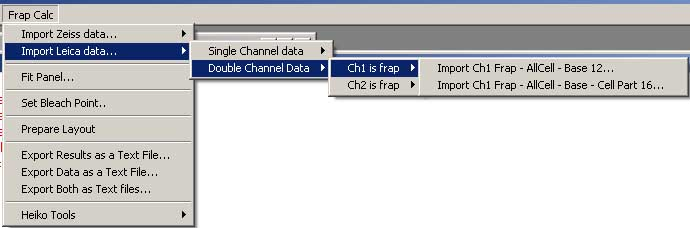 Frap Calc
Import Zeiss data...
Import Leica data...
Fit Panel...
Set Bleach Point..
Prepare Layout
Export Results as a Text File...
Export Data as a Text File...
Export Both as Text files...
Heiko Tools
Single Channel data
Double Channel Data
Ch1 is frap
Ch2 is frap
Import Ch1 Frap - AllCell - Base 12...
Import Ch1 Frap - AllCell - Base - Cell Part 16...